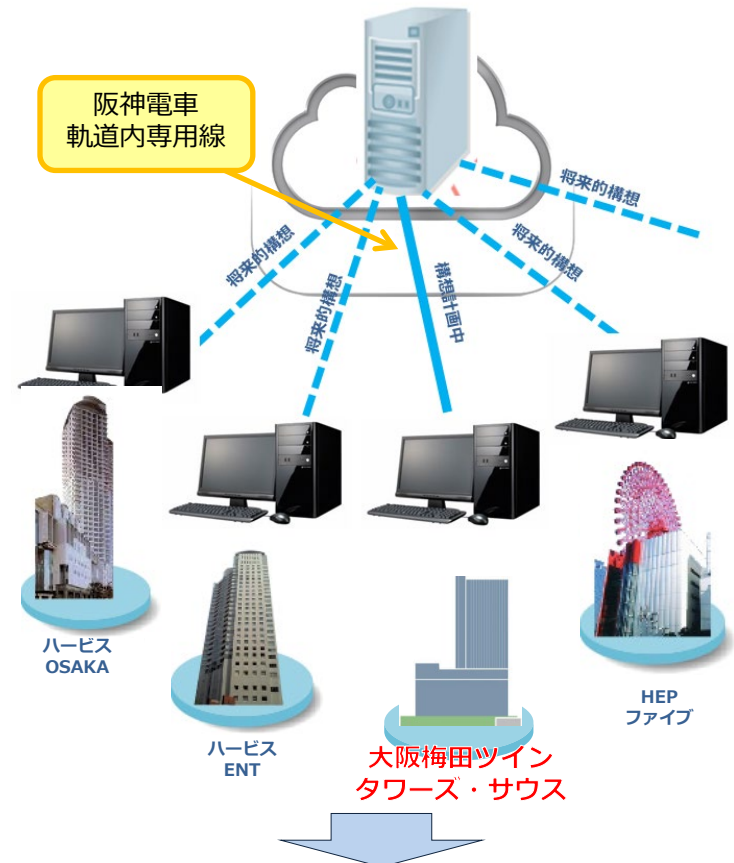 阪神電車
軌道内専用線
将来的構想
将来的構想
構想計画中
将来的構想
将来的構想
ハービス
OSAKA
ハービス
ENT
大阪梅田ツイン
タワーズ・サウス
HEP
ファイブ